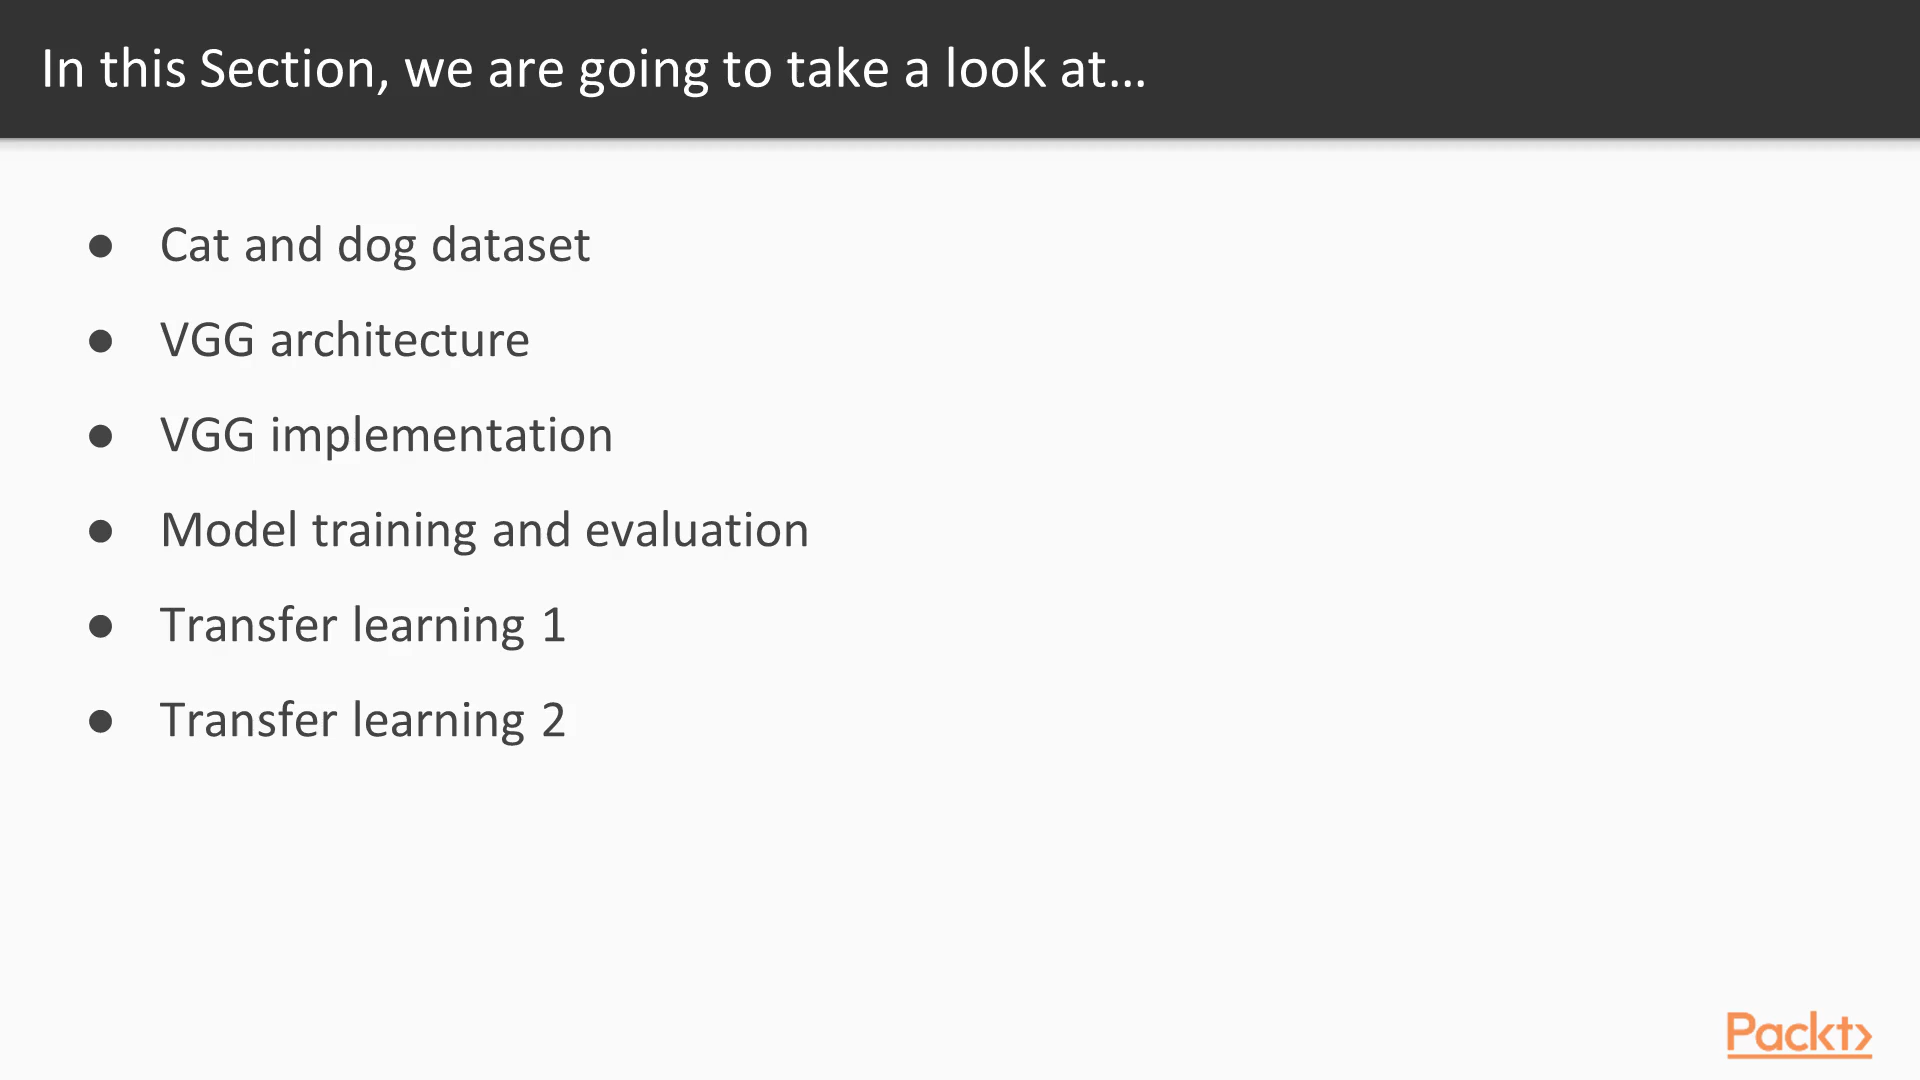 In this Section, we are going to take a look at...
● Cat and dog dataset
● VGG architecture
● VGG implementation
● Model training and evaluation
● Transfer learning 1
● Transfer learning 2
Packt>